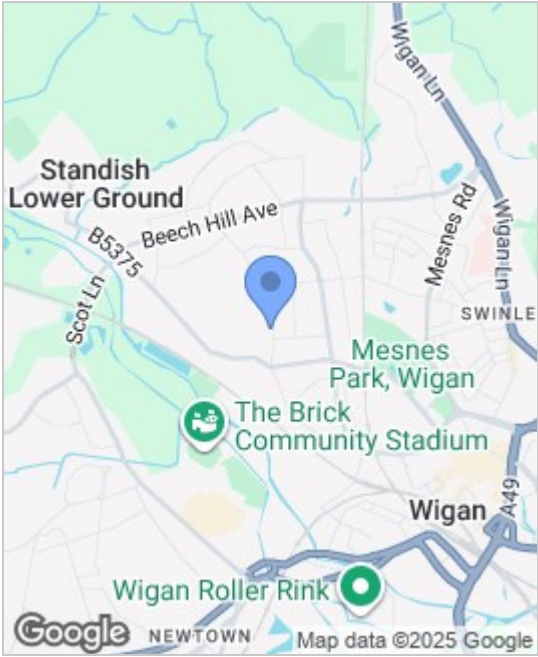 Wigan Ln
Standish
Lower Ground
Beech Hill Ave
B5375
Mesnes Rd
Wigan Ln
Scot Ln
SWINLE
Mesnes
Park, Wigan
The Brick
Community Stadium
A49
Wigan
Wigan Roller Rink
Google
NEWTOWN
Map data ©2025 Google